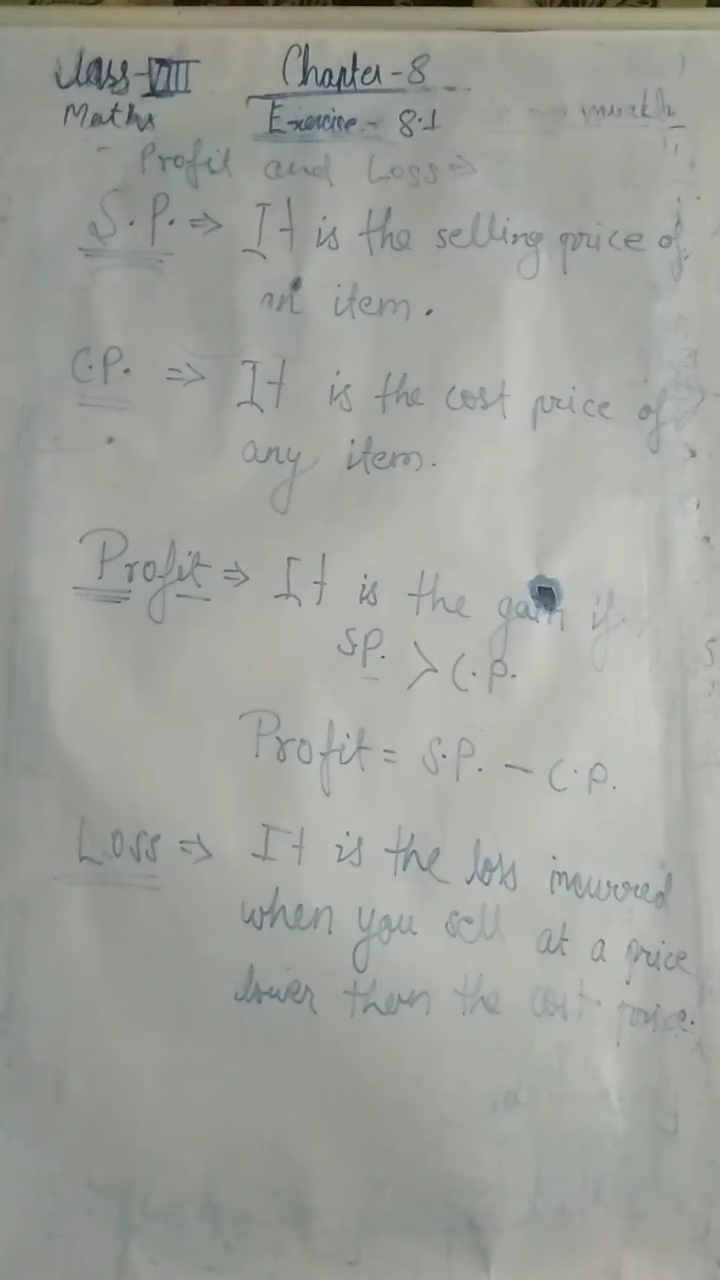 Class-VIII Chapter-8
Maths Exercise- 8.1
- Profit and Loss ⇒
S.P. ⇒ It is the selling price of
an item.
C.P. ⇒ It is the cost price of
any item.
Profit ⇒ It is the gain if
S.P. > C.P.
Profit = S.P. - C.P.
Loss ⇒ It is the loss incurred
when you sell at a price
lower then the cost price.